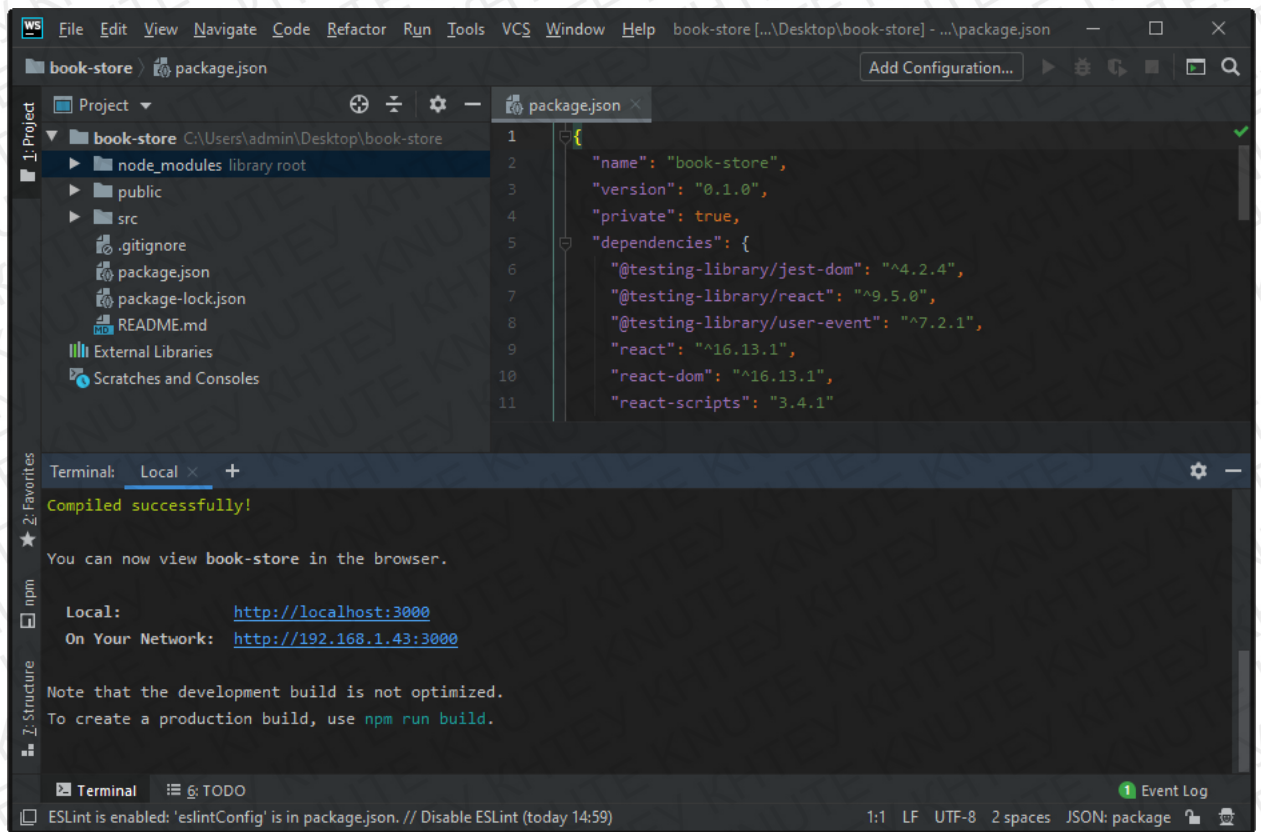 WS File Edit View Navigate Code Refactor Run Tools VCS Window Help book-store [...\Desktop\book-store] - ...\package.json
book-store package.json Add Configuration...
1: Project
Project
book-store C:\Users\admin\Desktop\book-store
node_modules library root
public
src
.gitignore
package.json
package-lock.json
MD README.md
External Libraries
Scratches and Consoles
package.json
1 {
2 "name": "book-store",
3 "version": "0.1.0",
4 "private": true,
5 "dependencies": {
6 "@testing-library/jest-dom": "^4.2.4",
7 "@testing-library/react": "^9.5.0",
8 "@testing-library/user-event": "^7.2.1",
9 "react": "^16.13.1",
10 "react-dom": "^16.13.1",
11 "react-scripts": "3.4.1"
2: Favorites
npm
7: Structure
Terminal: Local +
Compiled successfully!
You can now view book-store in the browser.
Local: http://localhost:3000
On Your Network: http://192.168.1.43:3000
Note that the development build is not optimized.
To create a production build, use npm run build.
Terminal 6: TODO 1 Event Log
ESLint is enabled: 'eslintConfig' is in package.json. // Disable ESLint (today 14:59) 1:1 LF UTF-8 2 spaces JSON: package